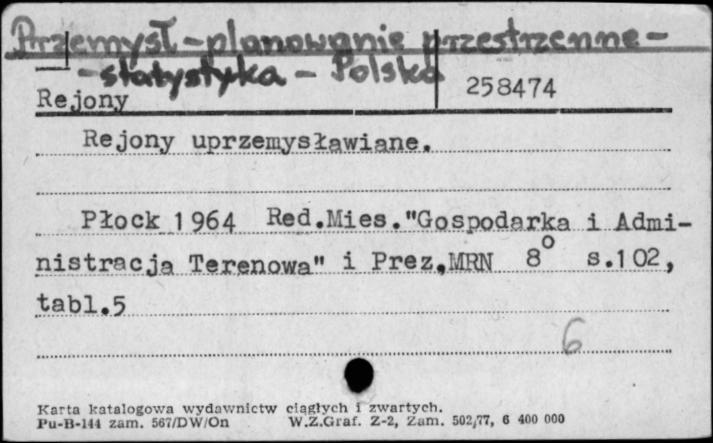 Przemysł - planowanie przestrzenne -
- statystyka - Polska
Rejony 258474
Rejony uprzemysławiane.
Płock 1964 Red.Mies."Gospodarka i Admi-
nistracja Terenowa" i Prez.MRN 8° s.102,
tabl.5
6
Karta katalogowa wydawnictw ciągłych i zwartych.
Pu-B-144 zam. 567/DW/On W.Z.Graf. Z-2, Zam. 502/77, 6 400 000